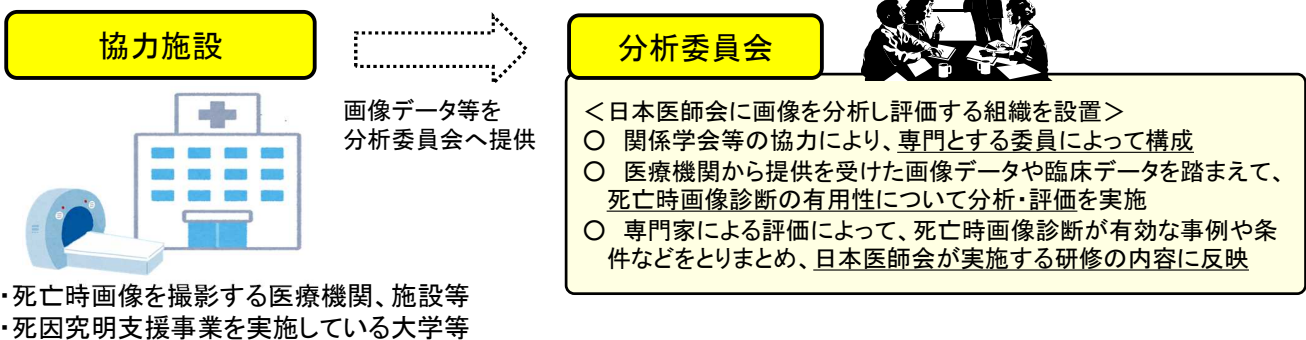 協力施設
画像データ等を
分析委員会へ提供
・死亡時画像を撮影する医療機関、施設等
・死因究明支援事業を実施している大学等
分析委員会
＜日本医師会に画像を分析し評価する組織を設置＞
○ 関係学会等の協力により、専門とする委員によって構成
○ 医療機関から提供を受けた画像データや臨床データを踏まえて、
死亡時画像診断の有用性について分析・評価を実施
○ 専門家による評価によって、死亡時画像診断が有効な事例や条
件などをとりまとめ、日本医師会が実施する研修の内容に反映